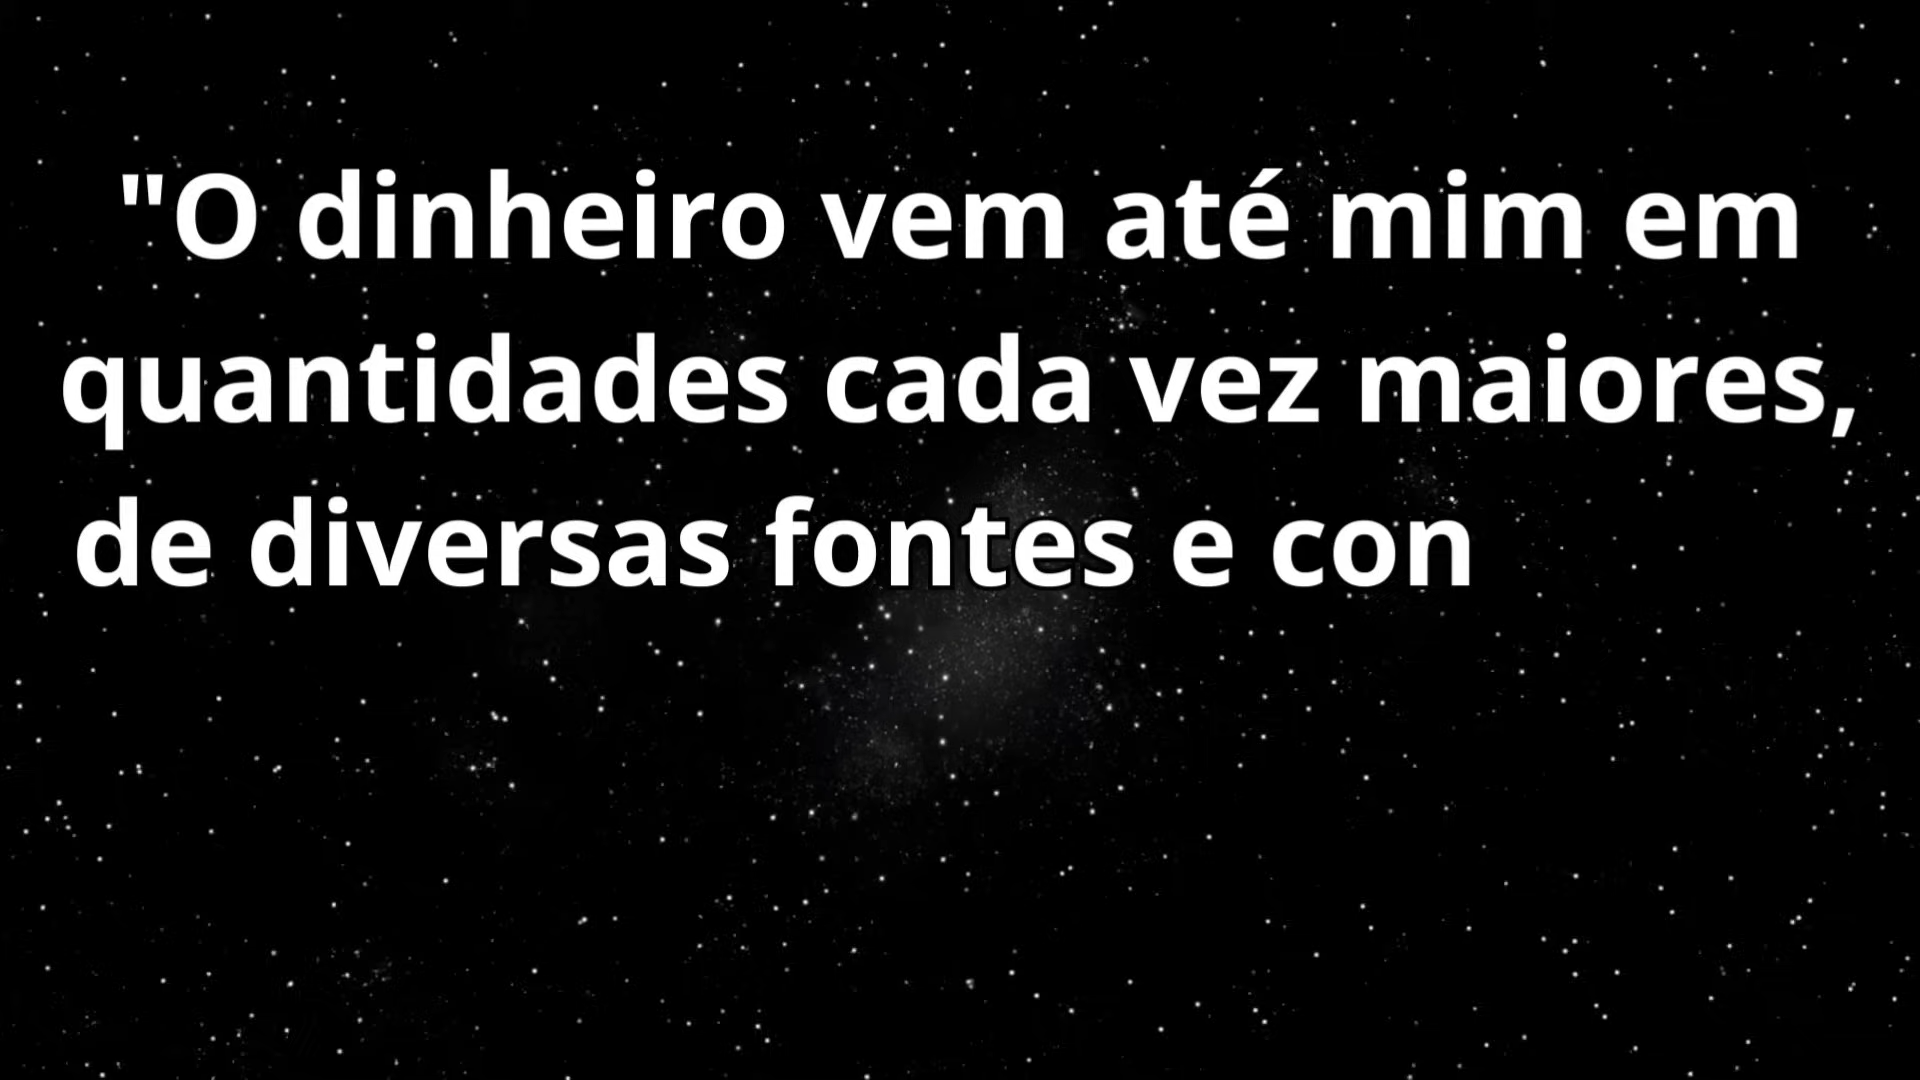 "O dinheiro vem até mim em
quantidades cada vez maiores,
de diversas fontes e con